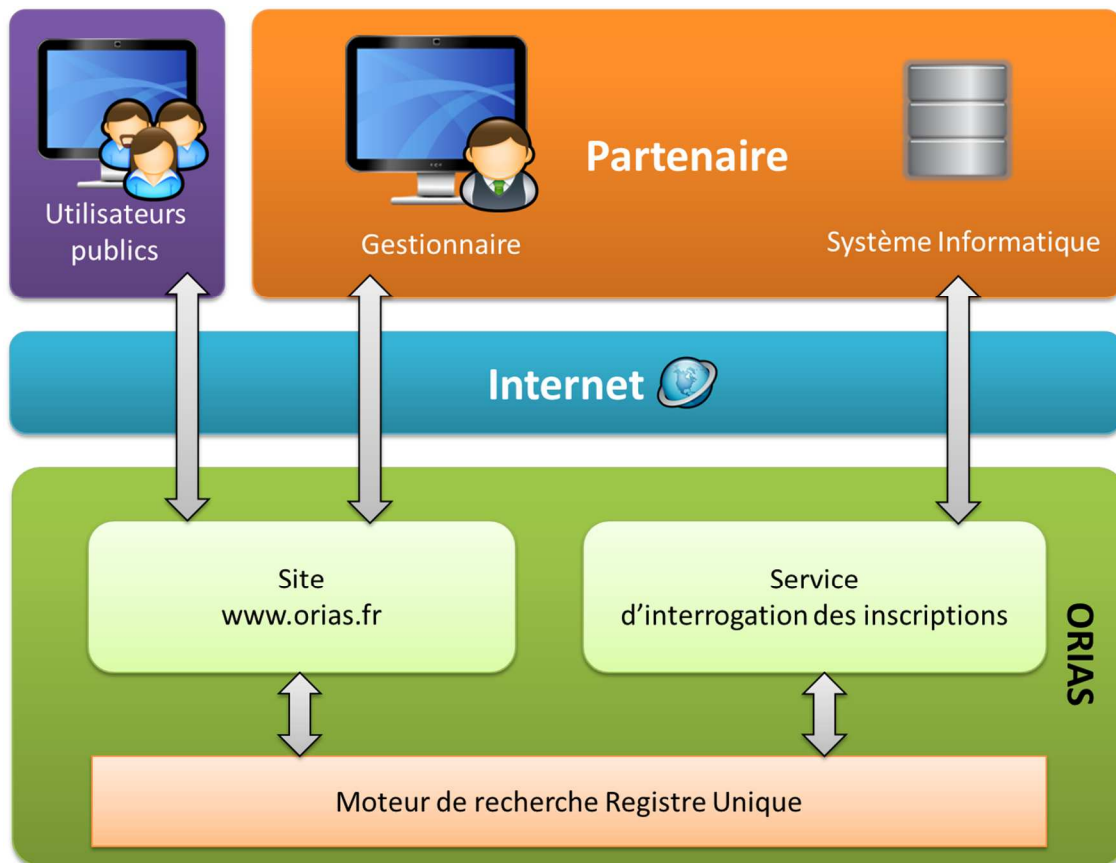 Utilisateurs
publics
Partenaire
Gestionnaire
Système Informatique
Internet
Site
www.orias.fr
Service
d'interrogation des inscriptions
ORIAS
Moteur de recherche Registre Unique